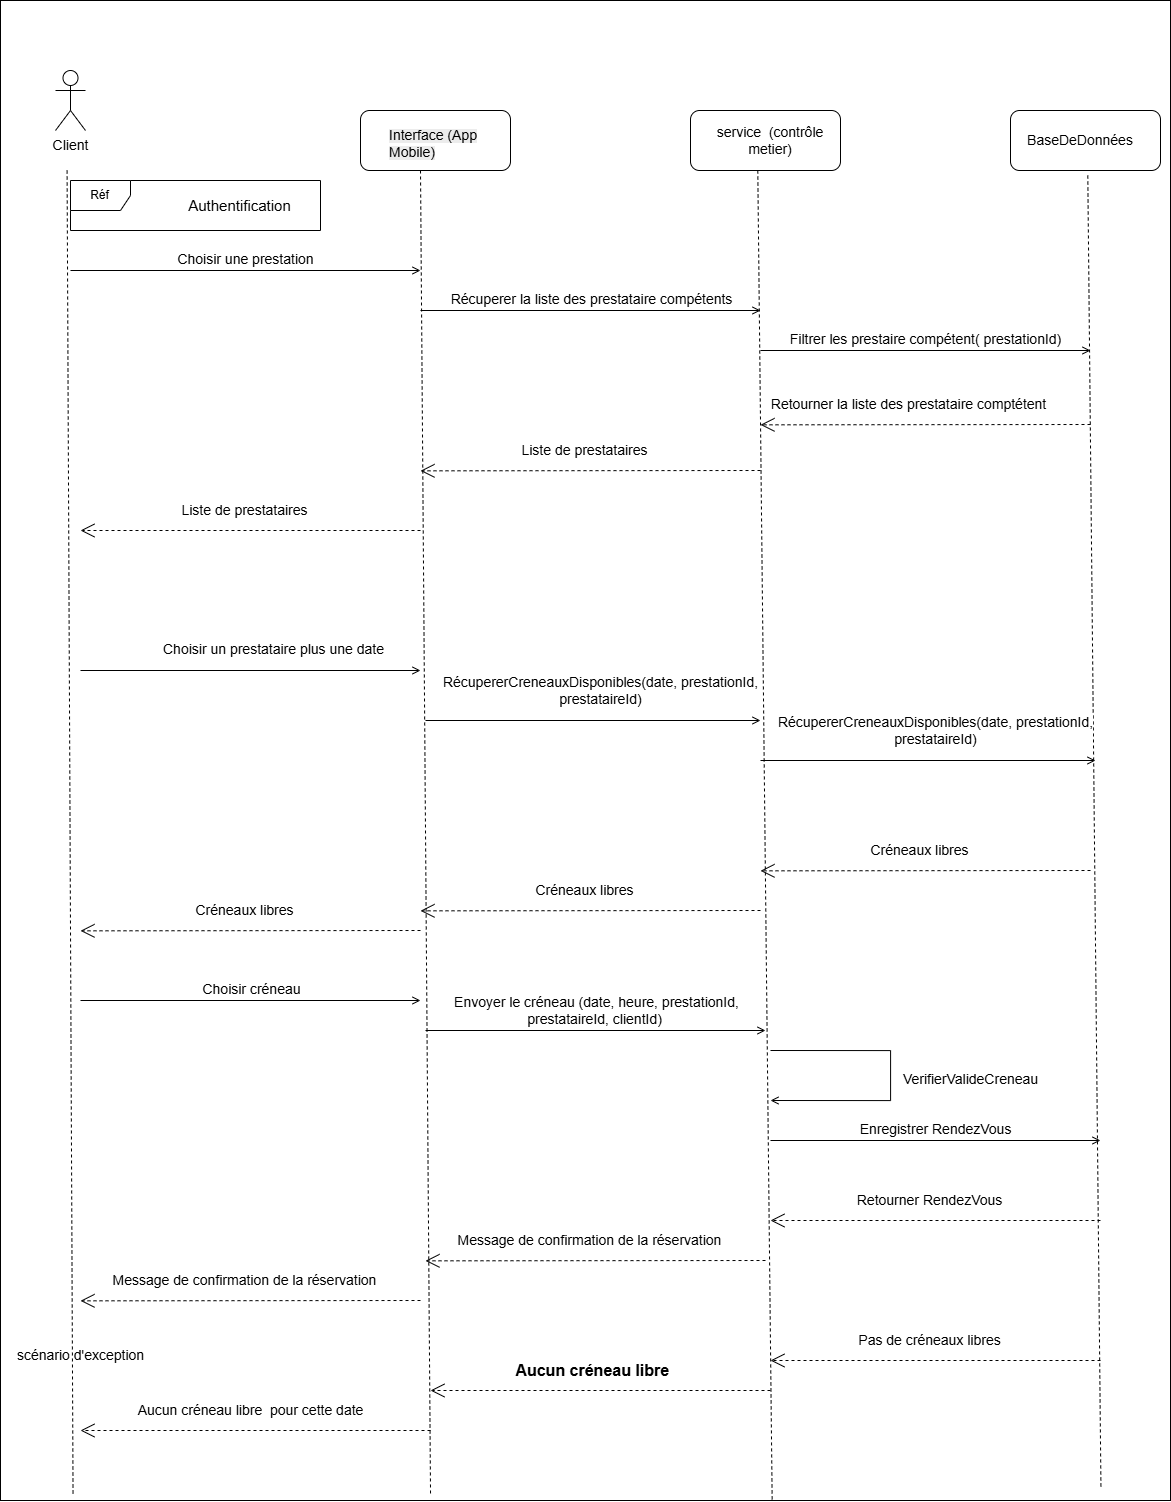 Client
Interface (App
Mobile)
service  (contrôle
metier)
BaseDeDonnées
Réf
Authentification
Choisir une prestation
Récuperer la liste des prestataire compétents
Filtrer les prestaire compétent( prestationId)
Retourner la liste des prestataire comptétent
Liste de prestataires
Liste de prestataires
Choisir un prestataire plus une date
RécupererCreneauxDisponibles(date, prestationId,
prestataireId)
RécupererCreneauxDisponibles(date, prestationId,
prestataireId)
Créneaux libres
Créneaux libres
Créneaux libres
Choisir créneau
Envoyer le créneau (date, heure, prestationId,
prestataireId, clientId)
VerifierValideCreneau
Enregistrer RendezVous
Retourner RendezVous
Message de confirmation de la réservation
Message de confirmation de la réservation
Pas de créneaux libres
scénario d'exception
Aucun créneau libre
Aucun créneau libre  pour cette date